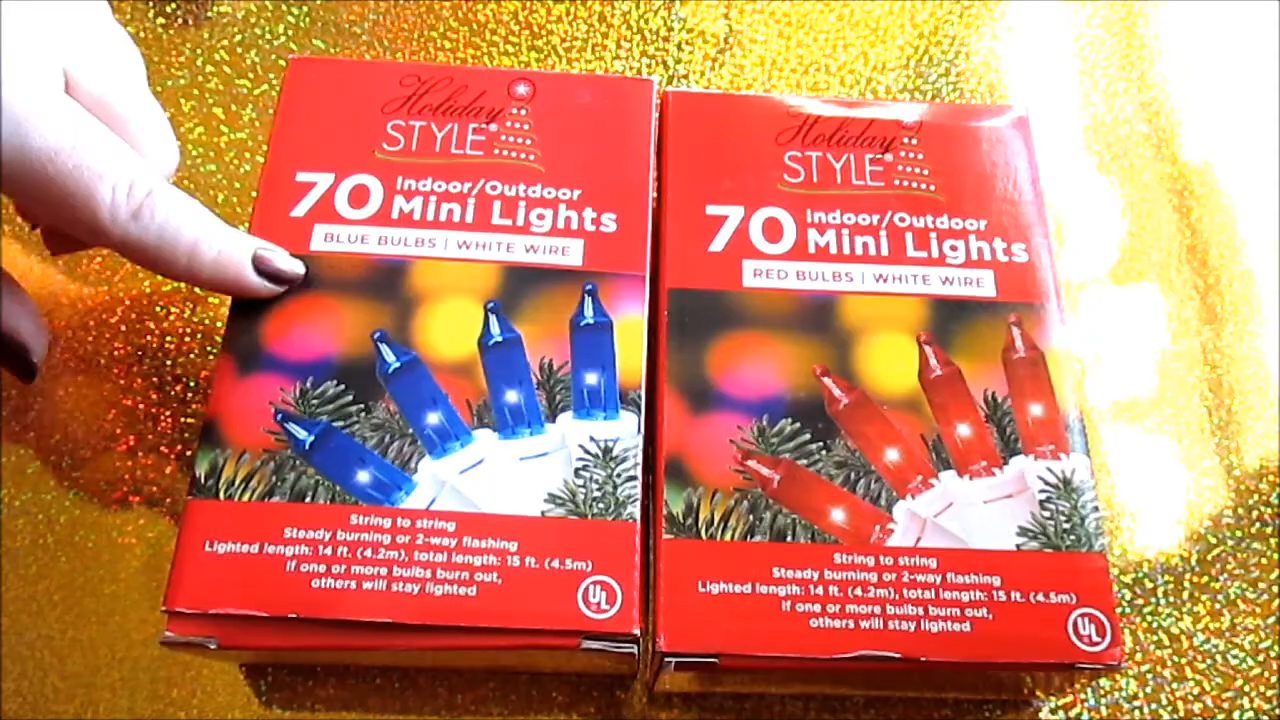 Holiday
STYLE®
70 Indoor/Outdoor
Mini Lights
BLUE BULBS | WHITE WIRE
String to string
Steady burning or 2-way flashing
Lighted length: 14 ft. (4.2m), total length: 15 ft. (4.5m)
If one or more bulbs burn out,
others will stay lighted
UL
Holiday
STYLE®
70 Indoor/Outdoor
Mini Lights
RED BULBS | WHITE WIRE
String to string
Steady burning or 2-way flashing
Lighted length: 14 ft. (4.2m), total length: 15 ft. (4.5m)
If one or more bulbs burn out,
others will stay lighted
UL